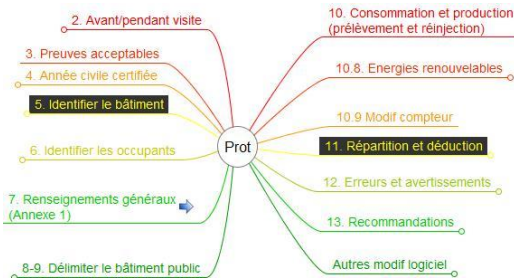 2. Avant/pendant visite
3. Preuves acceptables
4. Année civile certifiée
5. Identifier le bâtiment
6. Identifier les occupants
7. Renseignements généraux
(Annexe 1)
8-9. Délimiter le bâtiment public
Prot
10. Consommation et production
(prélèvement et réinjection)
10.8. Energies renouvelables
10.9 Modif compteur
11. Répartition et déduction
12. Erreurs et avertissements
13. Recommandations
Autres modif logiciel